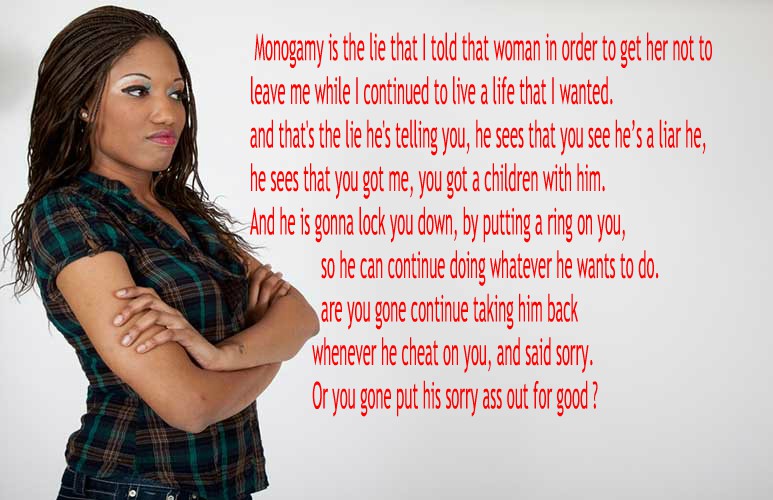 Monogamy is the lie that I told that woman in order to get her not to
leave me while I continued to live a life that I wanted.
and that's the lie he's telling you, he sees that you see he’s a liar he,
he sees that you got me, you got a children with him.
And he is gonna lock you down, by putting a ring on you,
so he can continue doing whatever he wants to do.
are you gone continue taking him back
whenever he cheat on you, and said sorry.
Or you gone put his sorry ass out for good ?